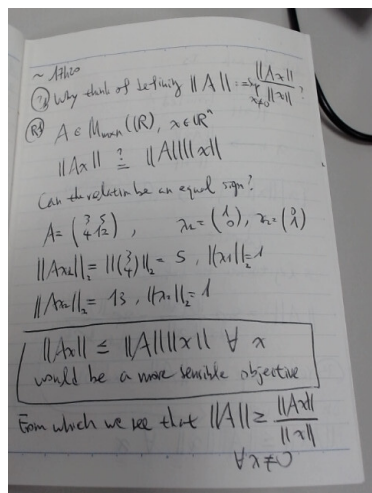 ~ 17h20
?) Why think of defining ||A|| := sup x≠0 ||Ax|| / ||x|| ?
R1) A ∈ Mmxn(ℝ), x ∈ ℝⁿ
||Ax|| ?= ||A|| ||x||
Can the relation be an equal sign?
A = (3 5 / 4 12), x₁ = (1 / 0), x₂ = (0 / 1)
||Ax₁||₂ = ||(3 / 4)||₂ = 5, ||x₁||₂ = 1
||Ax₂||₂ = 13, ||x₂||₂ = 1
||Ax|| ≤ ||A|| ||x|| ∀ x
would be a more sensible objective
From which we see that ||A|| ≥ ||Ax|| / ||x||
∀ x ≠ 0